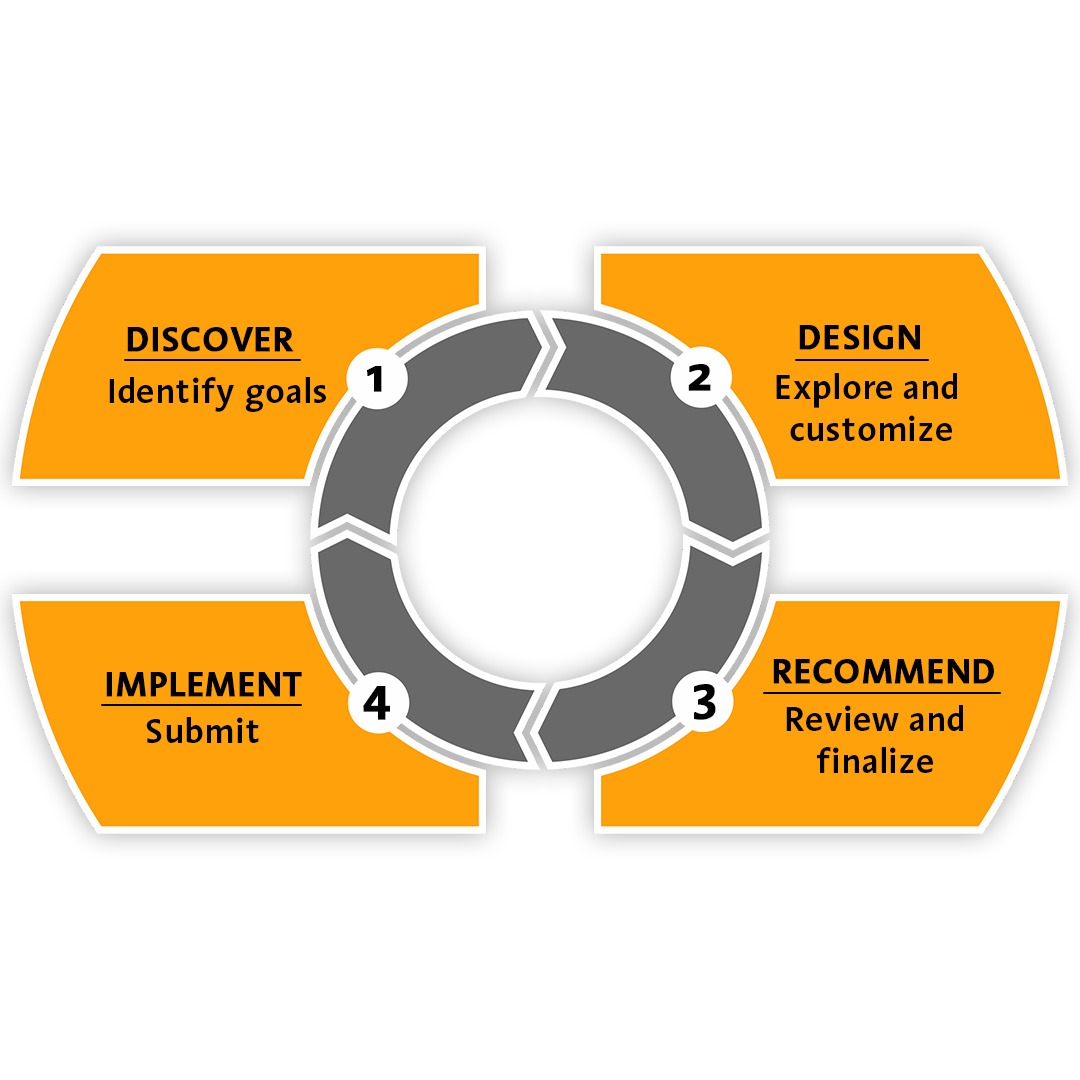 DISCOVER
Identify goals
1
2
DESIGN
Explore and
customize
RECOMMEND
Review and
finalize
3
4
IMPLEMENT
Submit